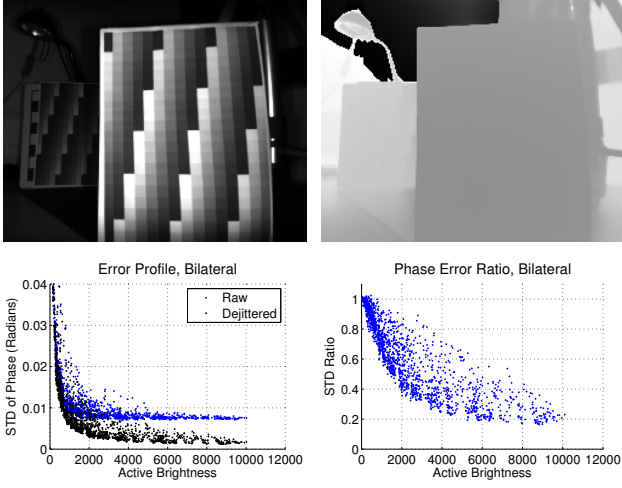 Error Profile, Bilateral
Raw
Dejittered
STD of Phase (Radians)
0.04
0.03
0.02
0.01
0
0 2000 4000 6000 8000 10000 12000
Active Brightness
Phase Error Ratio, Bilateral
STD Ratio
1
0.8
0.6
0.4
0.2
0
0 2000 4000 6000 8000 10000 12000
Active Brightness